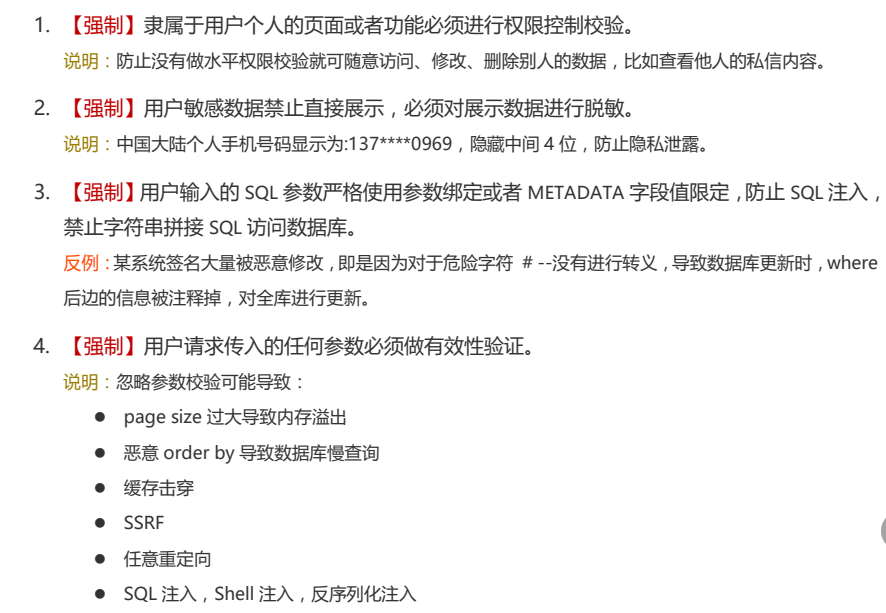 1. 【强制】隶属于用户个人的页面或者功能必须进行权限控制校验。
说明：防止没有做水平权限校验就可随意访问、修改、删除别人的数据，比如查看他人的私信内容。
2. 【强制】用户敏感数据禁止直接展示，必须对展示数据进行脱敏。
说明：中国大陆个人手机号码显示为:137****0969，隐藏中间 4 位，防止隐私泄露。
3. 【强制】用户输入的 SQL 参数严格使用参数绑定或者 METADATA 字段值限定，防止 SQL 注入，
禁止字符串拼接 SQL 访问数据库。
反例：某系统签名大量被恶意修改，即是因为对于危险字符 # --没有进行转义，导致数据库更新时，where
后边的信息被注释掉，对全库进行更新。
4. 【强制】用户请求传入的任何参数必须做有效性验证。
说明：忽略参数校验可能导致：
● page size 过大导致内存溢出
● 恶意 order by 导致数据库慢查询
● 缓存击穿
● SSRF
● 任意重定向
● SQL 注入，Shell 注入，反序列化注入